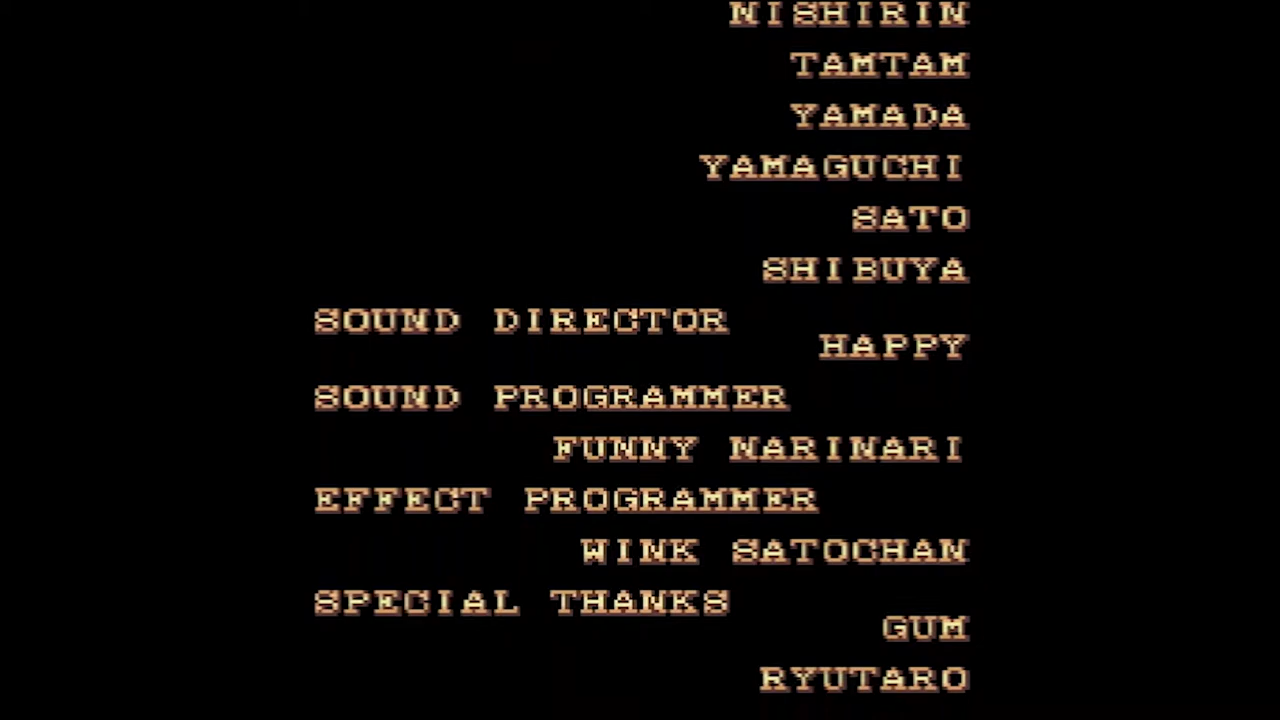 NISHIRIN
TAMTAM
YAMADA
YAMAGUCHI
SATO
SHIBUYA
SOUND DIRECTOR
HAPPY
SOUND PROGRAMMER
FUNNY NARINARI
EFFECT PROGRAMMER
WINK SATOCHAN
SPECIAL THANKS
GUM
RYUTARO